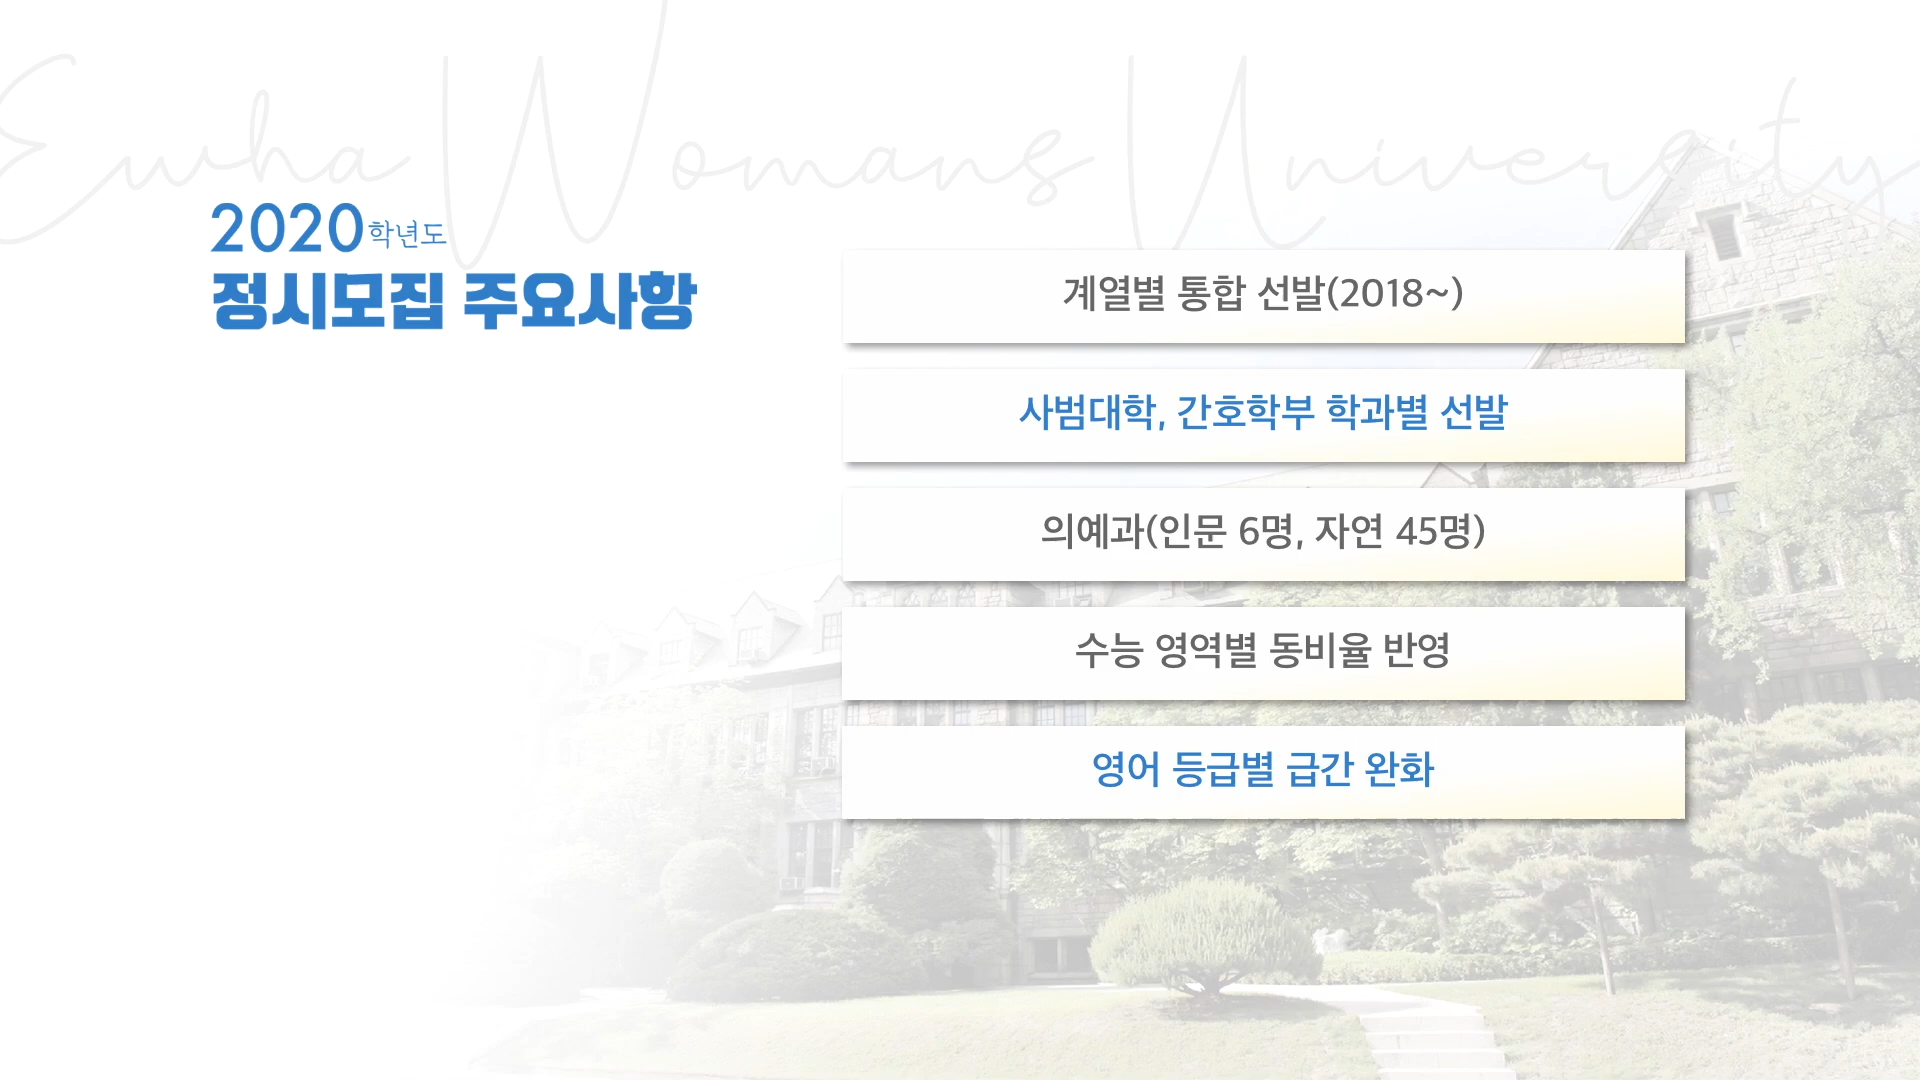 Ewha Womans University
2020학년도
정시모집 주요사항
계열별 통합 선발(2018~)
사범대학, 간호학부 학과별 선발
의예과(인문 6명, 자연 45명)
수능 영역별 동비율 반영
영어 등급별 급간 완화